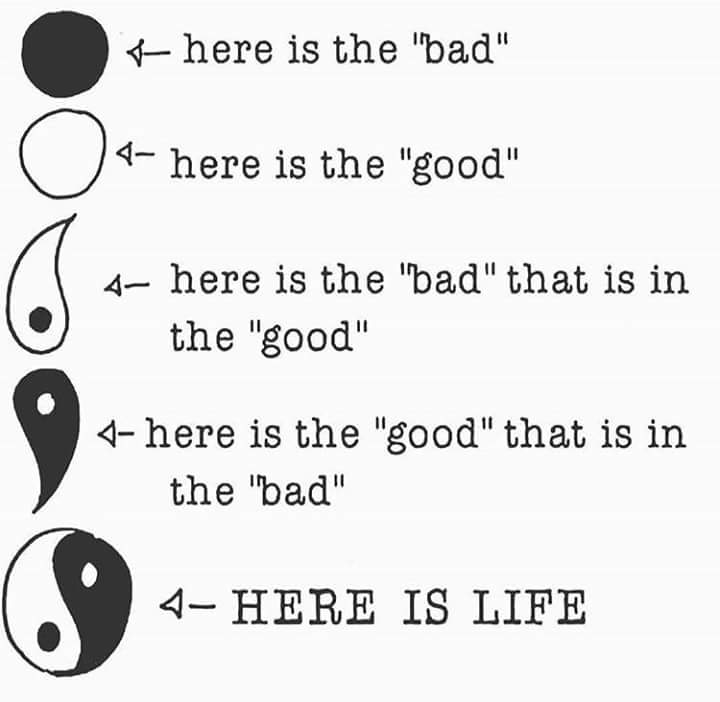 here is the "bad"
here is the "good"
here is the "bad" that is in
the "good"
here is the "good" that is in
the "bad"
HERE IS LIFE